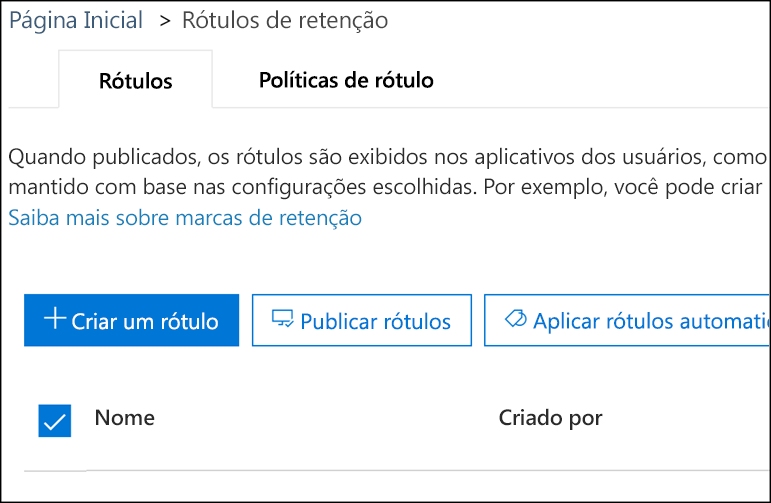 Página Inicial > Rótulos de retenção
Rótulos Políticas de rótulo
Quando publicados, os rótulos são exibidos nos aplicativos dos usuários, como
mantido com base nas configurações escolhidas. Por exemplo, você pode criar
Saiba mais sobre marcas de retenção
Criar um rótulo Publicar rótulos Aplicar rótulos automatic
Nome Criado por